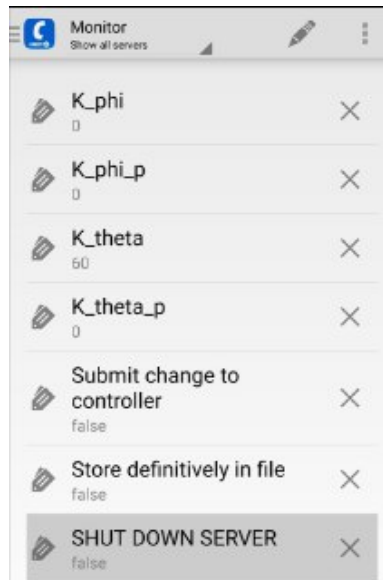 Monitor
Show all servers
K_phi
0
K_phi_p
0
K_theta
60
K_theta_p
0
Submit change to
controller
false
Store definitively in file
false
SHUT DOWN SERVER
false